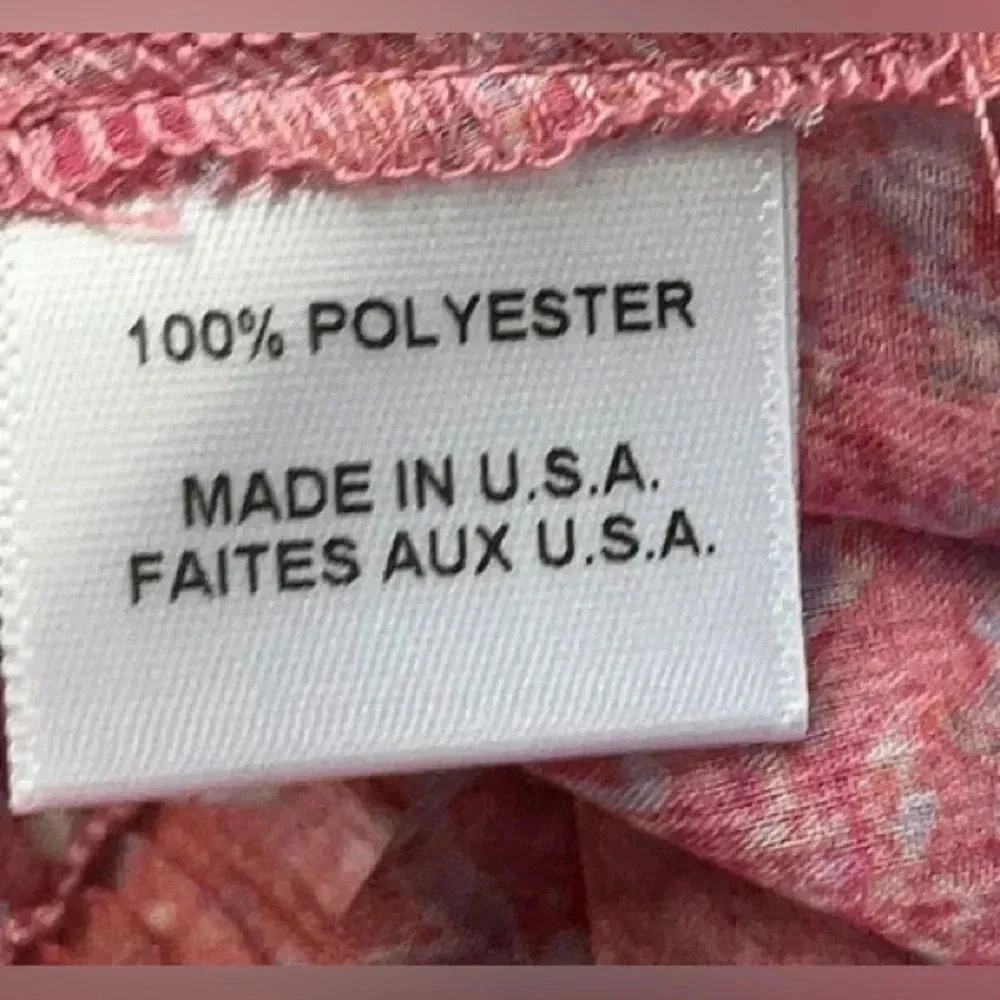 100% POLYESTER
MADE IN U.S.A.
FAITES AUX U.S.A.